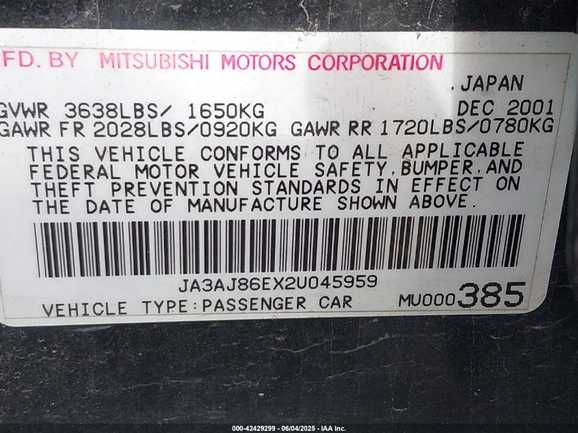 MFD. BY MITSUBISHI MOTORS CORPORATION
.JAPAN
GVWR 3638LBS/ 1650KG DEC 2001
GAWR FR 2028LBS/0920KG GAWR RR 1720LBS/0780KG
THIS VEHICLE CONFORMS TO ALL APPLICABLE
FEDERAL MOTOR VEHICLE SAFETY, BUMPER, AND
THEFT PREVENTION STANDARDS IN EFFECT ON
THE DATE OF MANUFACTURE SHOWN ABOVE.
JA3AJ86EX2U045959
VEHICLE TYPE:PASSENGER CAR MU000385
000-42429299 - 06/04/2025 - IAA Inc.